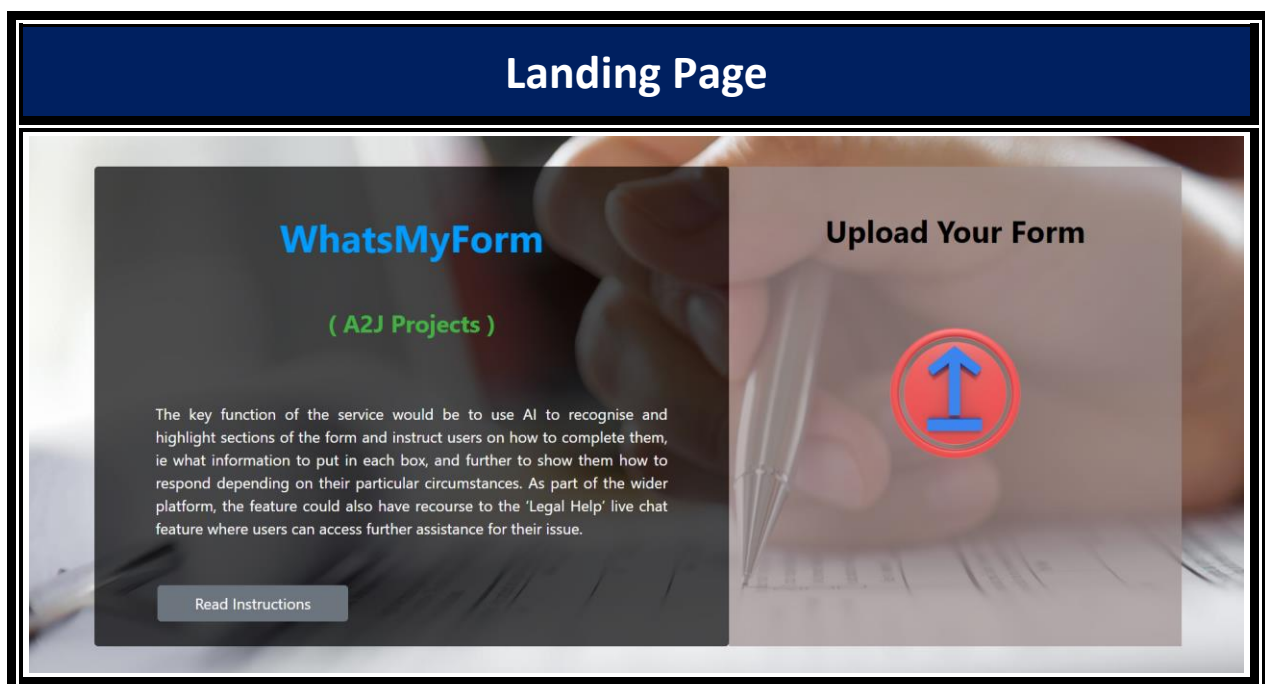 Landing Page
WhatsMyForm
( A2J Projects )
The key function of the service would be to use AI to recognise and
highlight sections of the form and instruct users on how to complete them,
ie what information to put in each box, and further to show them how to
respond depending on their particular circumstances. As part of the wider
platform, the feature could also have recourse to the ‘Legal Help’ live chat
feature where users can access further assistance for their issue.
Read Instructions
Upload Your Form